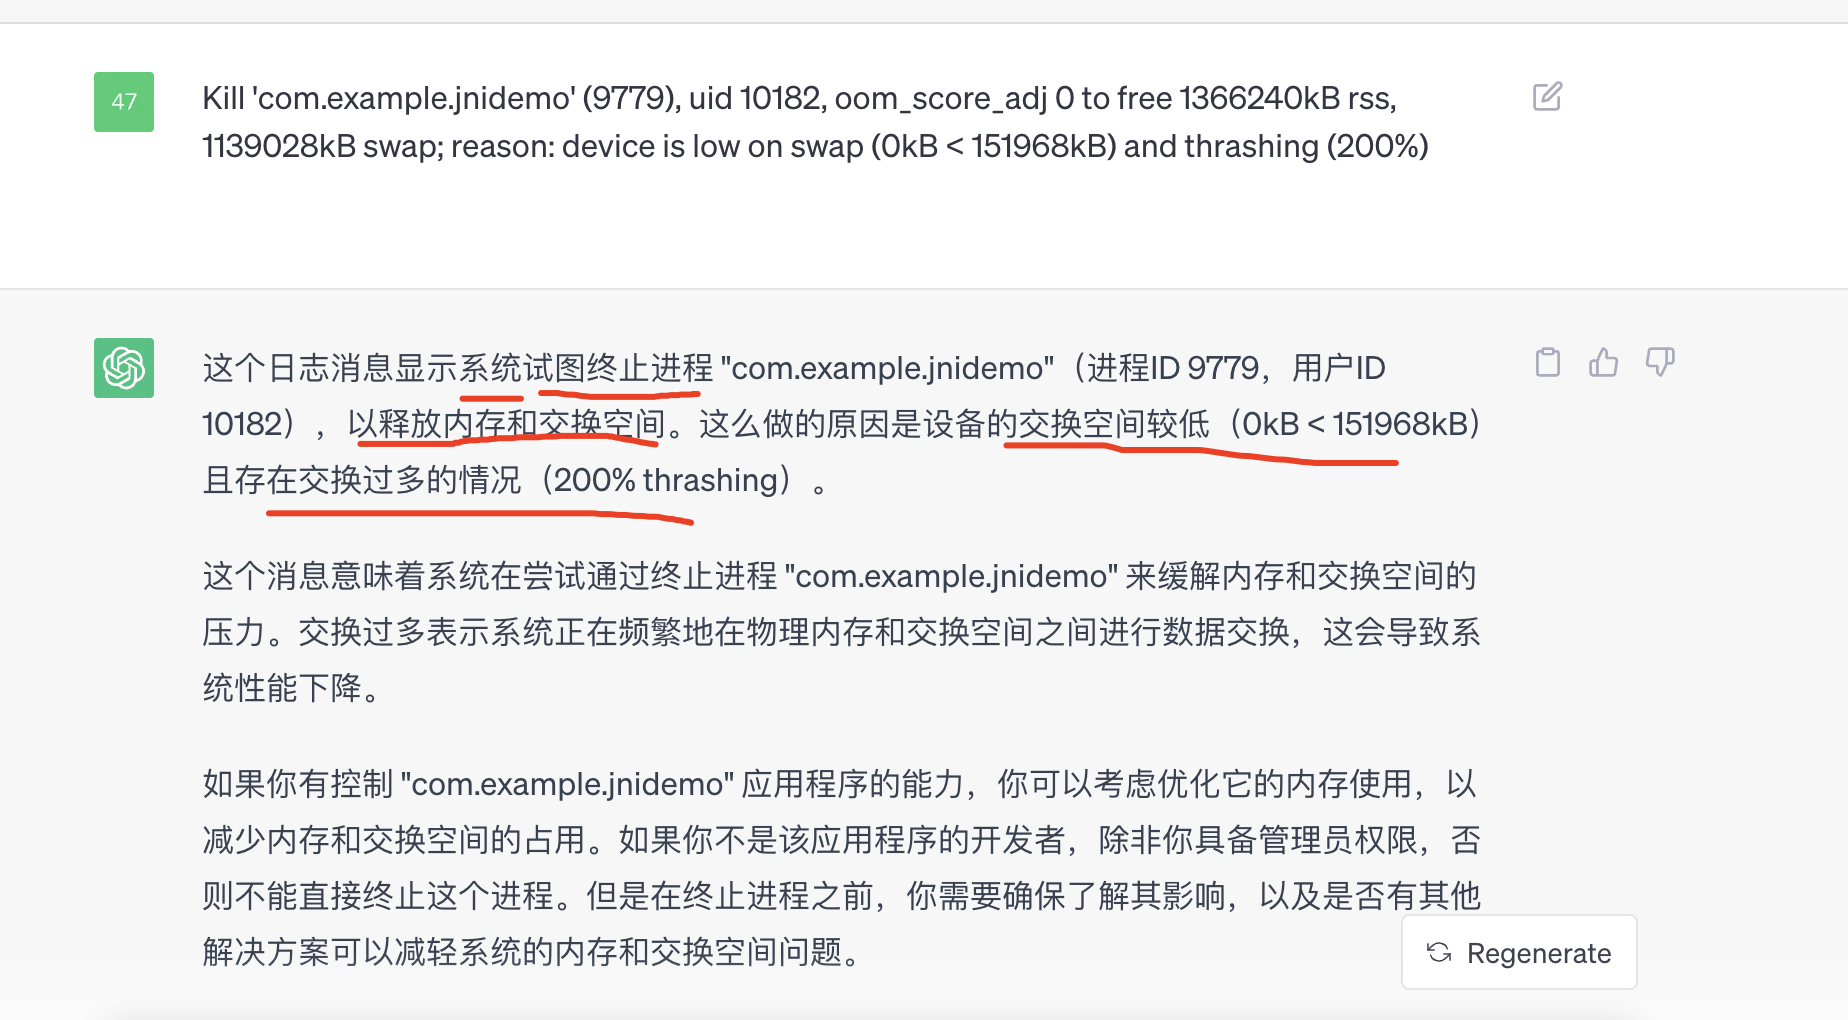 47
Kill 'com.example.jnidemo' (9779), uid 10182, oom_score_adj 0 to free 1366240kB rss,
1139028kB swap; reason: device is low on swap (0kB < 151968kB) and thrashing (200%)
这个日志消息显示系统试图终止进程 "com.example.jnidemo"（进程ID 9779，用户ID
10182），以释放内存和交换空间。这么做的原因是设备的交换空间较低（0kB < 151968kB）
且存在交换过多的情况（200% thrashing）。
这个消息意味着系统在尝试通过终止进程 "com.example.jnidemo" 来缓解内存和交换空间的
压力。交换过多表示系统正在频繁地在物理内存和交换空间之间进行数据交换，这会导致系
统性能下降。
如果你有控制 "com.example.jnidemo" 应用程序的能力，你可以考虑优化它的内存使用，以
减少内存和交换空间的占用。如果你不是该应用程序的开发者，除非你具备管理员权限，否
则不能直接终止这个进程。但是在终止进程之前，你需要确保了解其影响，以及是否有其他
解决方案可以减轻系统的内存和交换空间问题。
Regenerate